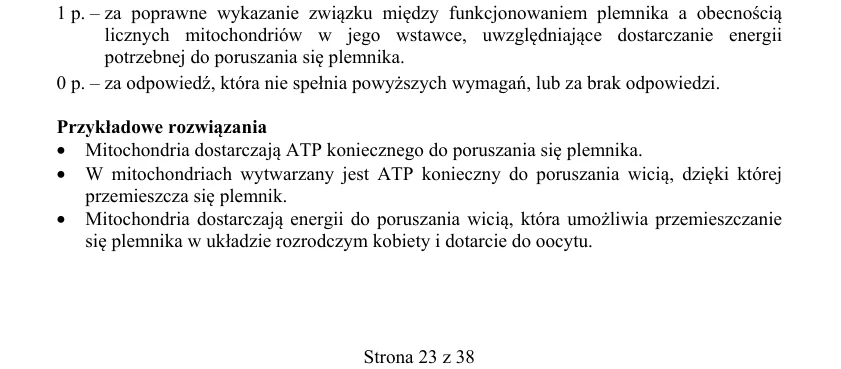 1 p. – za poprawne wykazanie związku między funkcjonowaniem plemnika a obecnością
licznych mitochondriów w jego wstawce, uwzględniające dostarczanie energii
potrzebnej do poruszania się plemnika.
0 p. – za odpowiedź, która nie spełnia powyższych wymagań, lub za brak odpowiedzi.
Przykładowe rozwiązania
• Mitochondria dostarczają ATP koniecznego do poruszania się plemnika.
• W mitochondriach wytwarzany jest ATP konieczny do poruszania wicią, dzięki której
przemieszcza się plemnik.
• Mitochondria dostarczają energii do poruszania wicią, która umożliwia przemieszczanie
się plemnika w układzie rozrodczym kobiety i dotarcie do oocytu.
Strona 23 z 38